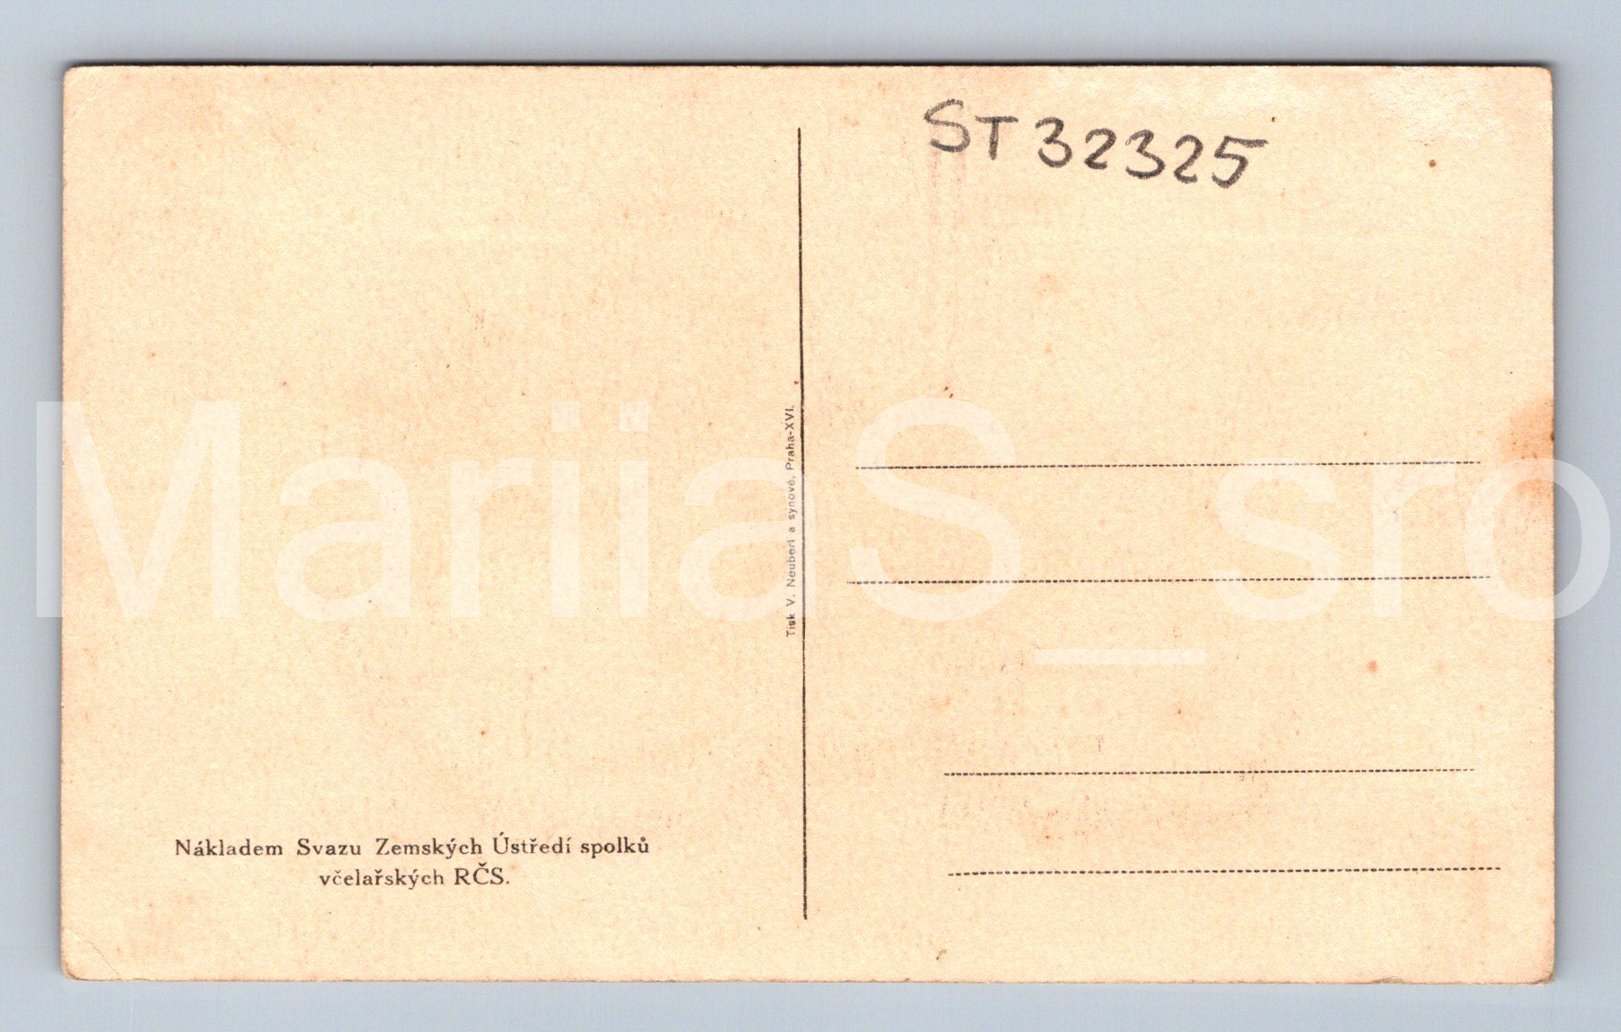 ST 32325
Tisk V. Neubert a synové, Praha-XVI.
MariiaS_sro
Nákladem Svazu Zemských Ústředí spolků
včelařských RČS.